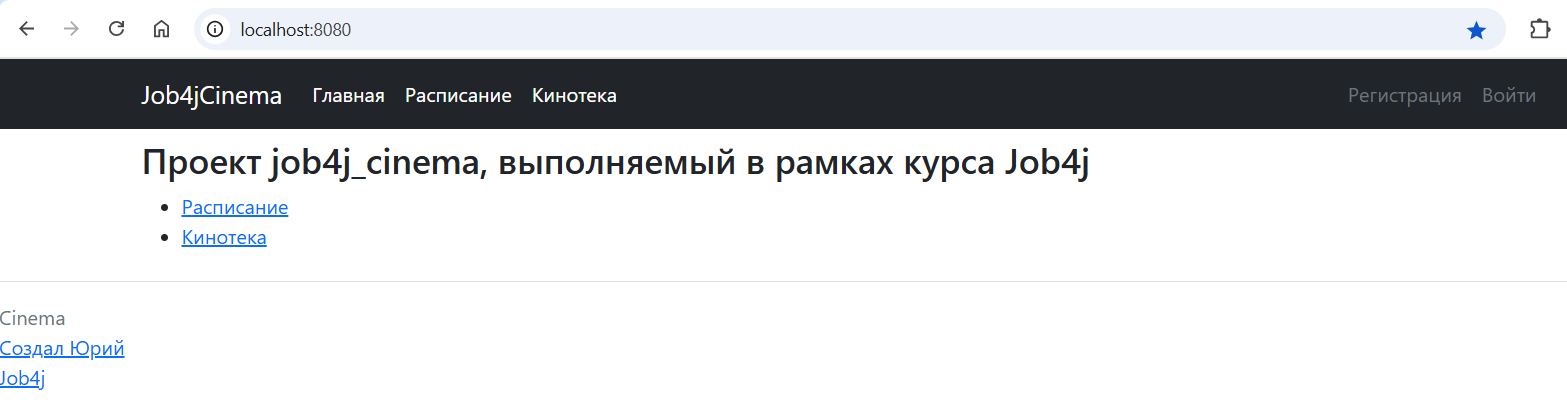 localhost:8080
Job4jCinema Главная Расписание Кинотека Регистрация Войти
Проект job4j_cinema, выполняемый в рамках курса Job4j
Расписание
Кинотека
Cinema
Создал Юрий
Job4j